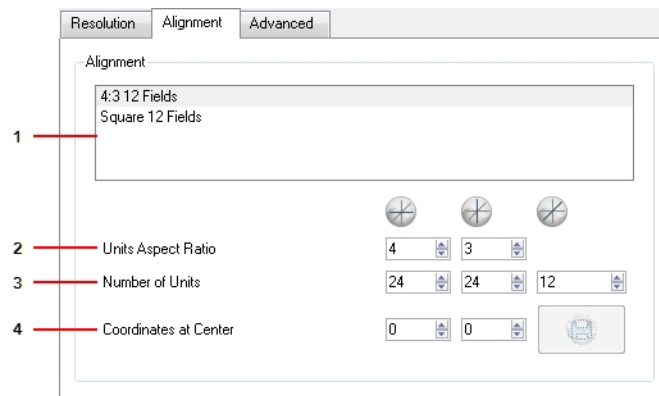 Resolution Alignment Advanced
Alignment
4:3 12 Fields
1
Square 12 Fields
2 Units Aspect Ratio 4 3
3 Number of Units 24 24 12
4 Coordinates at Center 0 0